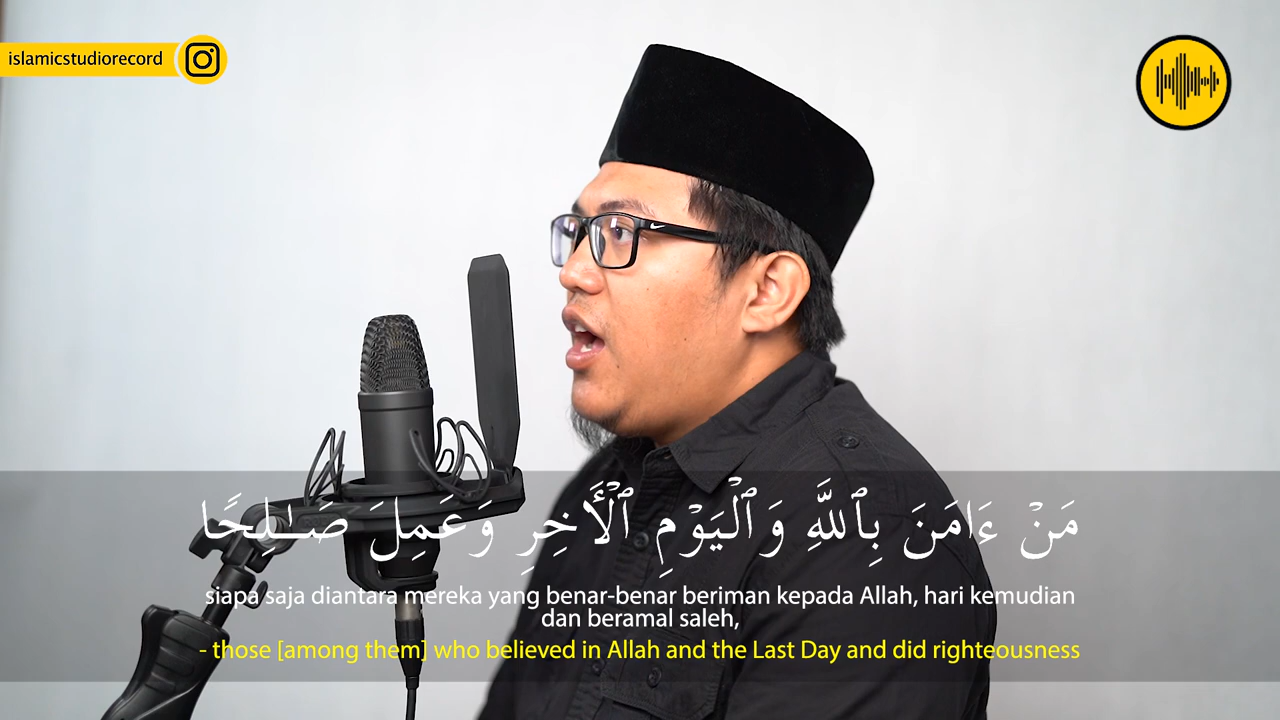 islamicstudiorecord
مَنْ ءَامَنَ بِٱللَّهِ وَٱلْيَوْمِ ٱلْأَخِرِ وَعَمِلَ صَـٰلِحًا
siapa saja diantara mereka yang benar-benar beriman kepada Allah, hari kemudian
dan beramal saleh,
- those [among them] who believed in Allah and the Last Day and did righteousness